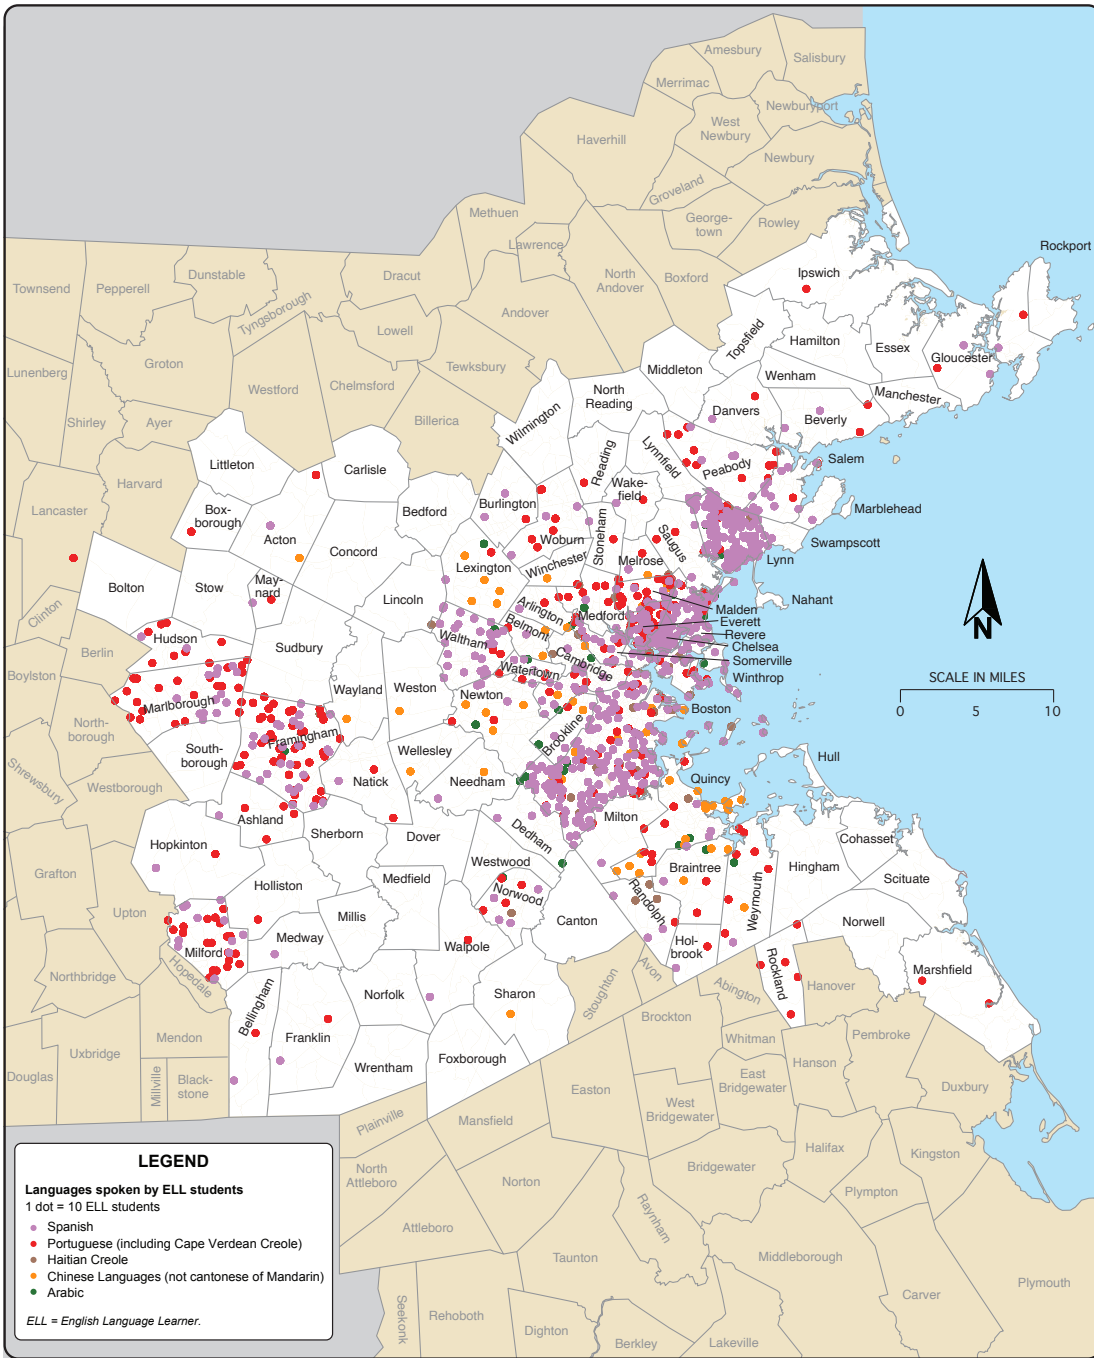 Amesbury
Salisbury
Merrimac
Newburyport
West
Newbury
Haverhill
Newbury
Groveland
George-
town
Rowley
Methuen
Lawrence
North
Andover
Boxford
Rockport
Ipswich
Dunstable
Dracut
Townsend
Pepperell
Tyngsborough
Andover
Lowell
Topsfield
Hamilton
Essex
Gloucester
Groton
Tewksbury
Lunenberg
Westford
Chelmsford
Middleton
Wenham
Manchester
North
Reading
Danvers
Beverly
Shirley
Ayer
Billerica
Wilmington
Littleton
Carlisle
Reading
Lynnfield
Peabody
Salem
Harvard
Wake-
field
Lancaster
Box-
borough
Bedford
Burlington
Marblehead
Acton
Concord
Woburn
Stoneham
Saugus
Swampscott
Lexington
Winchester
Melrose
Lynn
Bolton
Stow
May-
nard
Lincoln
Nahant
Clinton
Arlington
Medford
Malden
Everett
Revere
Chelsea
Somerville
Winthrop
Belmont
Hudson
Sudbury
Waltham
Cambridge
Berlin
Watertown
Boylston
Marlborough
Wayland
Weston
Newton
Boston
North-
borough
Framingham
Brookline
South-
borough
Wellesley
Shrewsbury
Westborough
Natick
Needham
Quincy
Hull
Ashland
Sherborn
Dover
Dedham
Milton
Hopkinton
Cohasset
Westwood
Braintree
Hingham
Grafton
Holliston
Medfield
Norwood
Randolph
Weymouth
Scituate
Upton
Millis
Canton
Norwell
Medway
Walpole
Hol-
brook
Milford
Hopedale
Rockland
Northbridge
Avon
Marshfield
Hanover
Bellingham
Norfolk
Sharon
Stoughton
Abington
Franklin
Brockton
Mendon
Uxbridge
Whitman
Pembroke
Foxborough
Wrentham
Hanson
Douglas
Millville
Black-
stone
Easton
East
Bridgewater
Duxbury
West
Bridgewater
Plainville
Mansfield
Halifax
Kingston
North
Attleboro
Norton
Bridgewater
Plympton
Raynham
Attleboro
Taunton
Middleborough
Plymouth
Carver
Seekonk
Rehoboth
Dighton
Berkley
Lakeville
N
SCALE IN MILES
0 5 10
LEGEND
Languages spoken by ELL students
1 dot = 10 ELL students
Spanish
Portuguese (including Cape Verdean Creole)
Haitian Creole
Chinese Languages (not cantonese of Mandarin)
Arabic
ELL = English Language Learner.